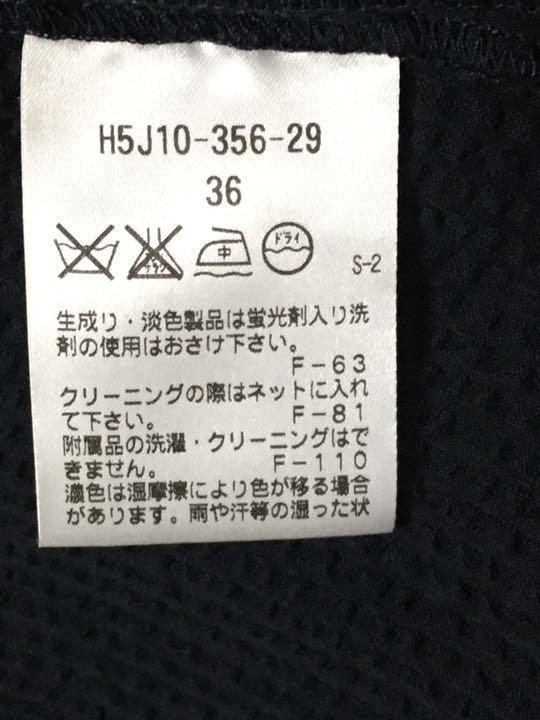 H5J10-356-29
36
中 ドライ
S-2
生成リ・淡色製品は蛍光剤入リ洗
剤の使用はおさけ下さい。
F-63
クリーニングの際はネットに入れ
て下さい。 F-81
附属品の洗濯・クリーニングはで
きません。 F-110
濃色は湿摩擦により色が移る場合
があります。雨や汗等の湿った状